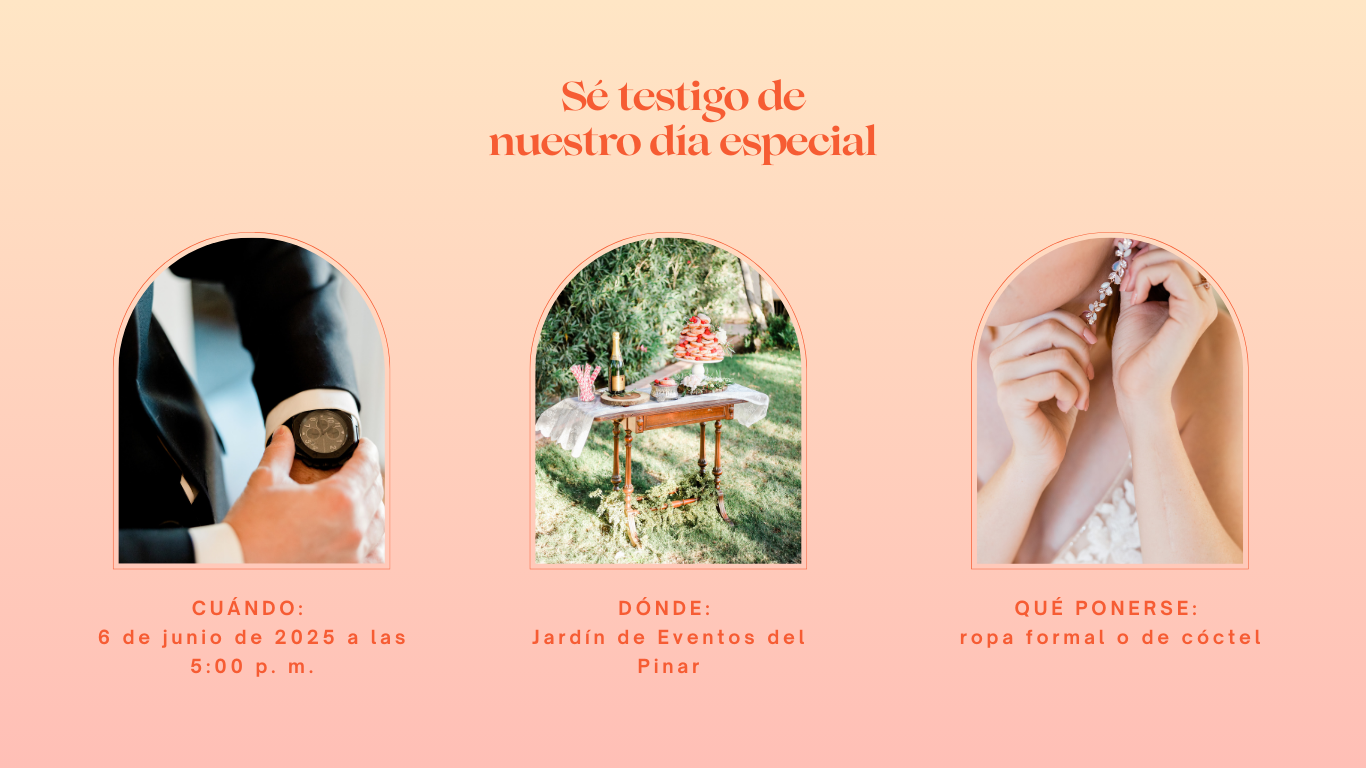 Sé testigo de
nuestro día especial
CUÁNDO:
6 de junio de 2025 a las
5:00 p. m.
DÓNDE:
Jardín de Eventos del
Pinar
QUÉ PONERSE:
ropa formal o de cóctel